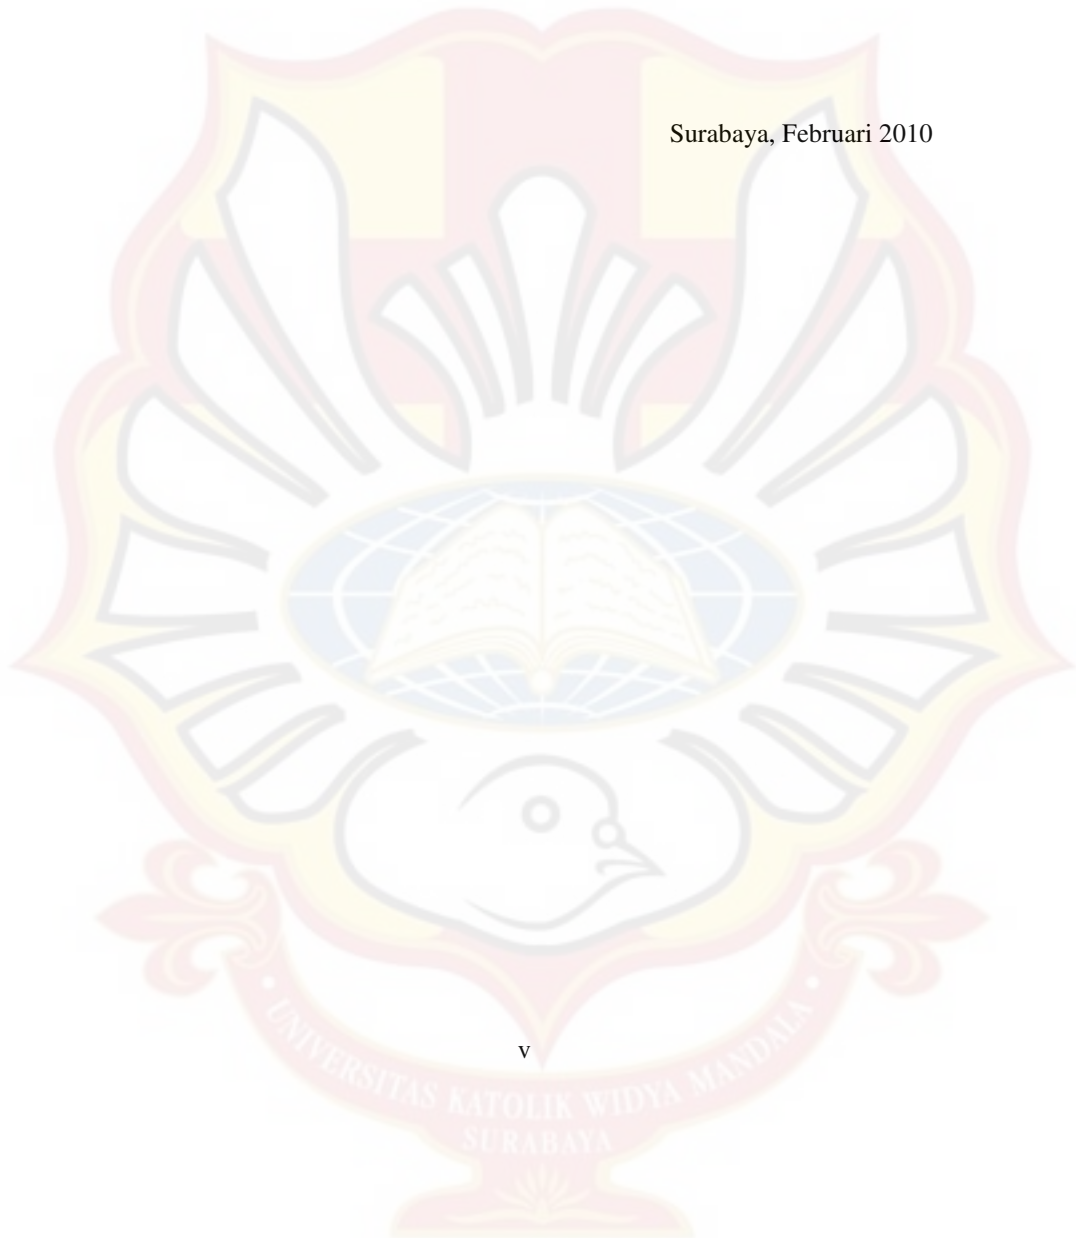 Surabaya, Februari 2010
v
• UNIVERSITAS KATOLIK WIDYA MANDALA •
SURABAYA